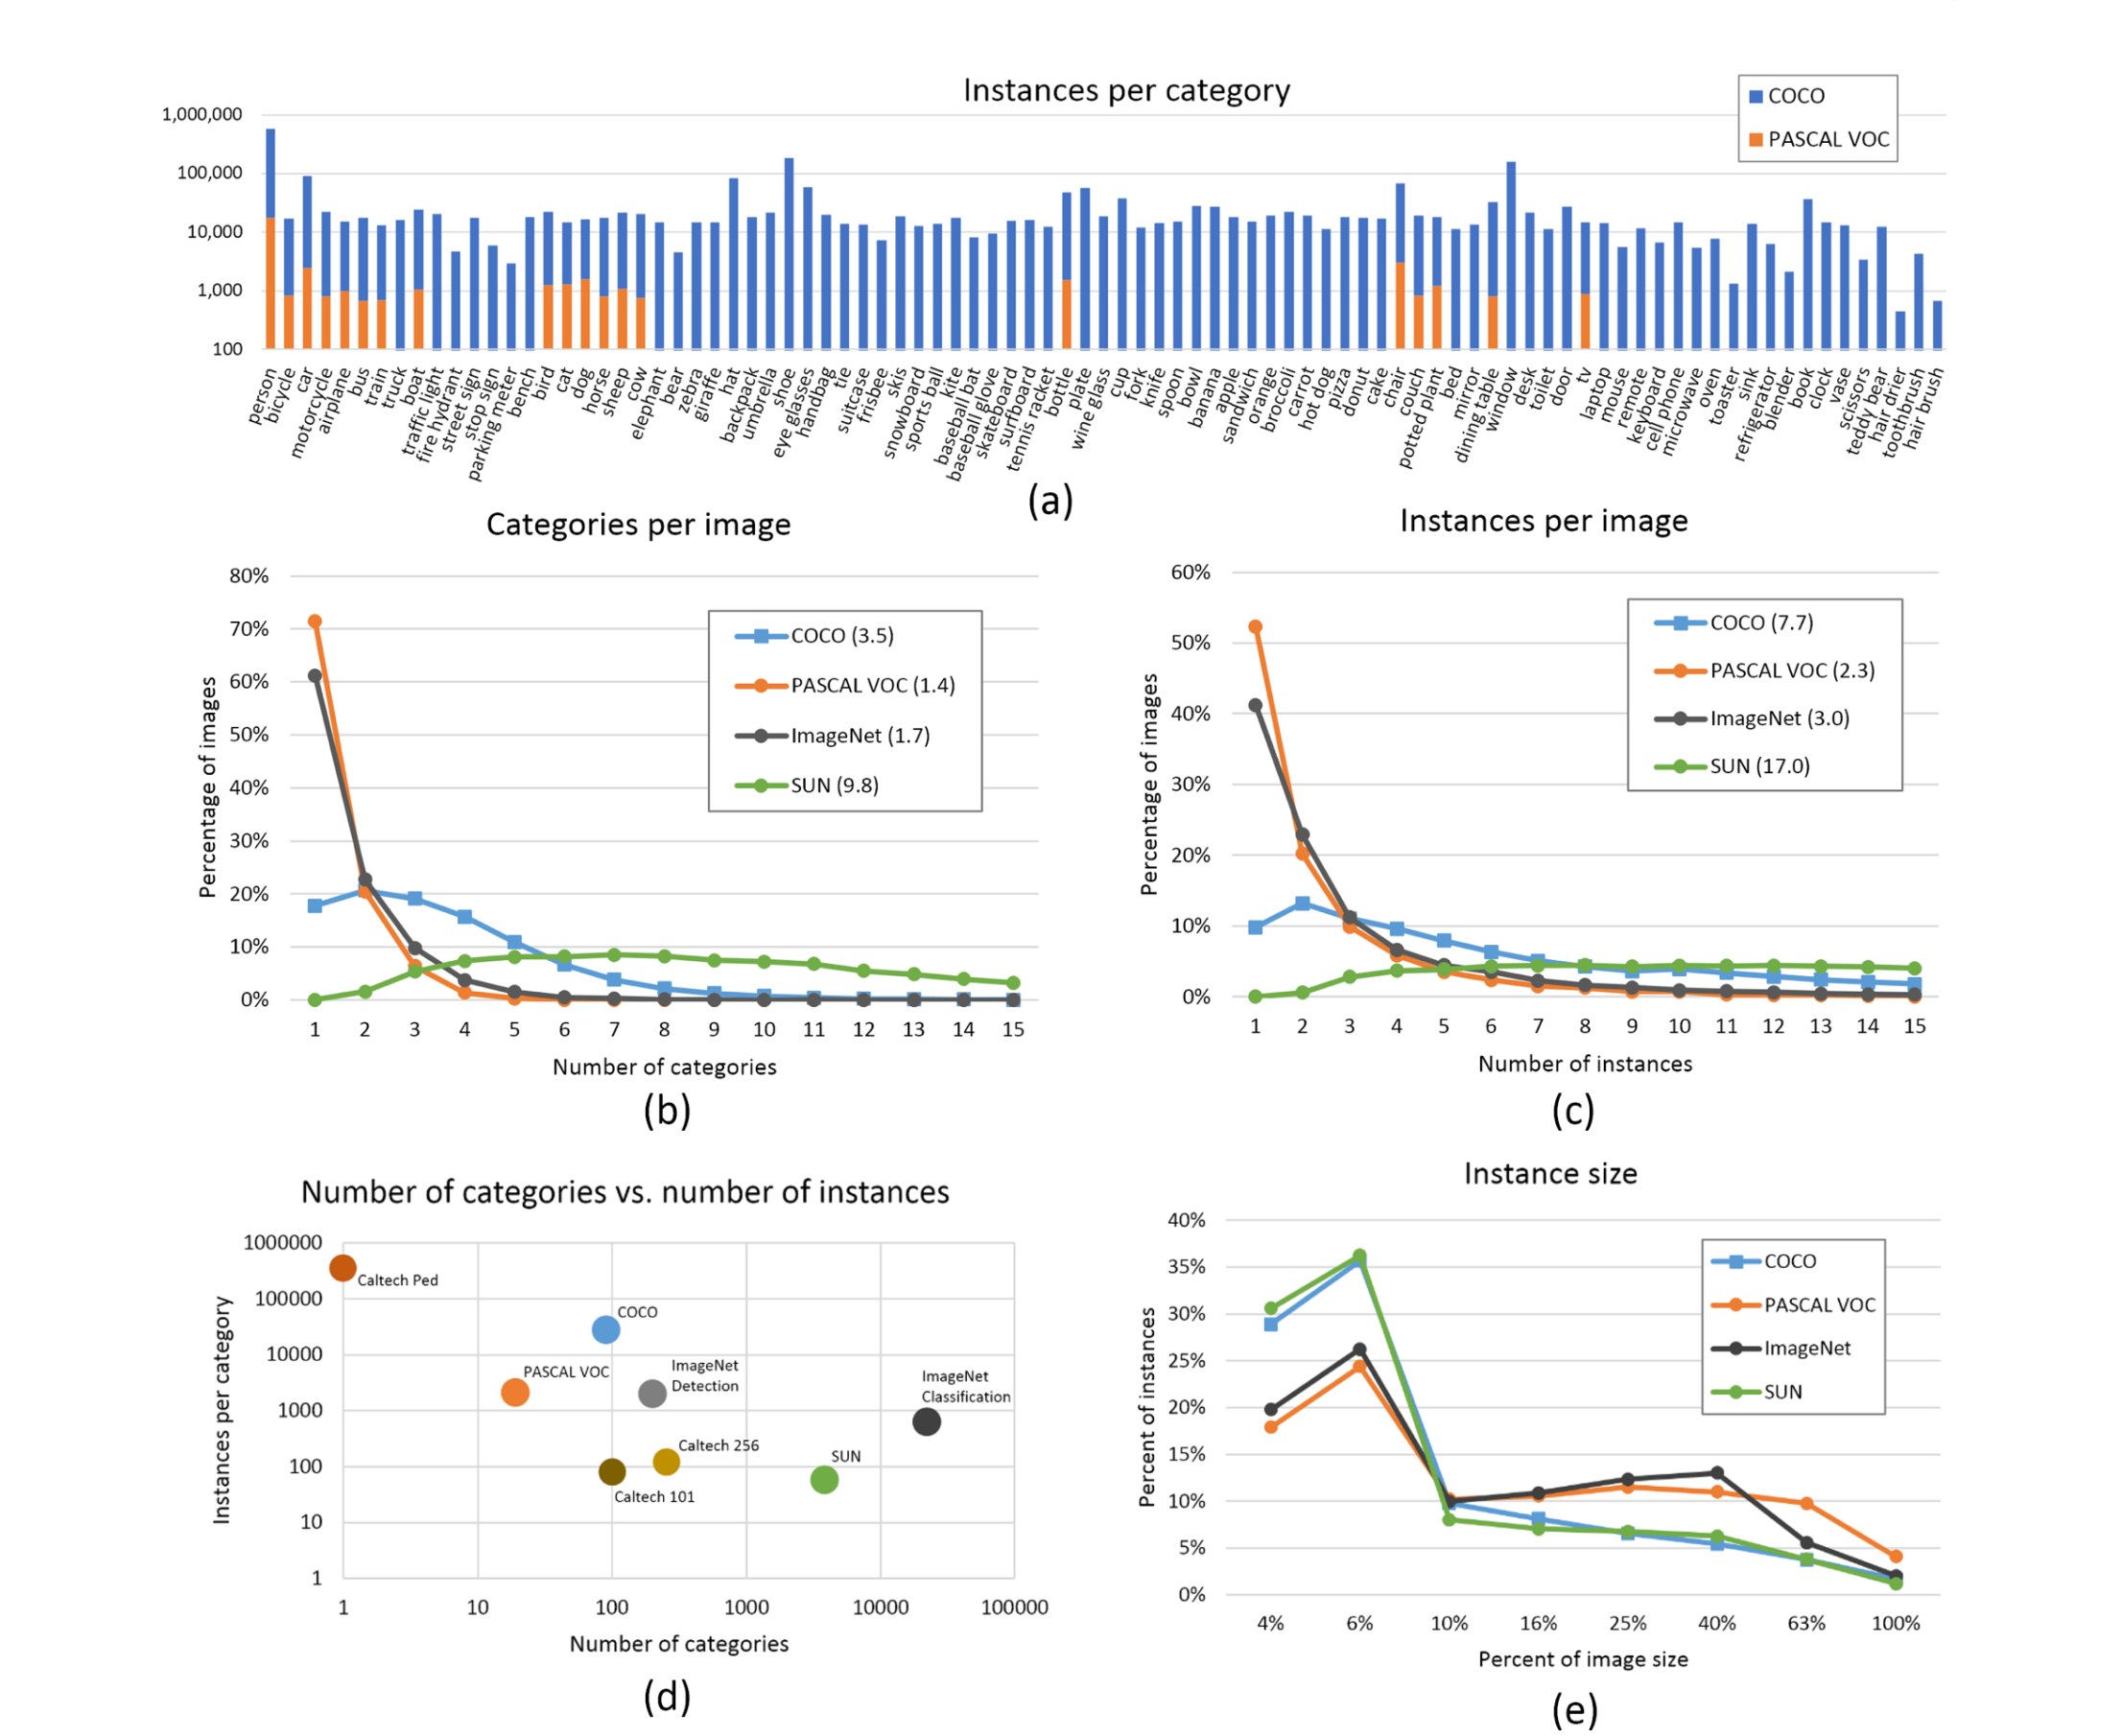 Instances per category
COCO
PASCAL VOC
1,000,000
100,000
10,000
1,000
100
person
bicycle
car
motorcycle
airplane
bus
train
truck
boat
traffic light
fire hydrant
street sign
stop sign
parking meter
bench
bird
cat
dog
horse
sheep
cow
elephant
bear
zebra
giraffe
hat
backpack
umbrella
shoe
eye glasses
handbag
tie
suitcase
frisbee
skis
snowboard
sports ball
kite
baseball bat
baseball glove
skateboard
surfboard
tennis racket
bottle
plate
wine glass
cup
fork
knife
spoon
bowl
banana
apple
sandwich
orange
broccoli
carrot
hot dog
pizza
donut
cake
chair
couch
potted plant
bed
mirror
dining table
window
desk
toilet
door
tv
laptop
mouse
remote
keyboard
cell phone
microwave
oven
toaster
sink
refrigerator
blender
book
clock
vase
scissors
teddy bear
hair drier
toothbrush
hair brush
(a)
Categories per image
80%
70%
60%
50%
40%
30%
20%
10%
0%
Percentage of images
COCO (3.5)
PASCAL VOC (1.4)
ImageNet (1.7)
SUN (9.8)
1 2 3 4 5 6 7 8 9 10 11 12 13 14 15
Number of categories
(b)
Instances per image
60%
50%
40%
30%
20%
10%
0%
Percentage of images
COCO (7.7)
PASCAL VOC (2.3)
ImageNet (3.0)
SUN (17.0)
1 2 3 4 5 6 7 8 9 10 11 12 13 14 15
Number of instances
(c)
Number of categories vs. number of instances
1000000
100000
10000
1000
100
10
1
Instances per category
Caltech Ped
COCO
PASCAL VOC
ImageNet
Detection
ImageNet
Classification
Caltech 256
SUN
Caltech 101
1 10 100 1000 10000 100000
Number of categories
(d)
Instance size
40%
35%
30%
25%
20%
15%
10%
5%
0%
Percent of instances
COCO
PASCAL VOC
ImageNet
SUN
4% 6% 10% 16% 25% 40% 63% 100%
Percent of image size
(e)